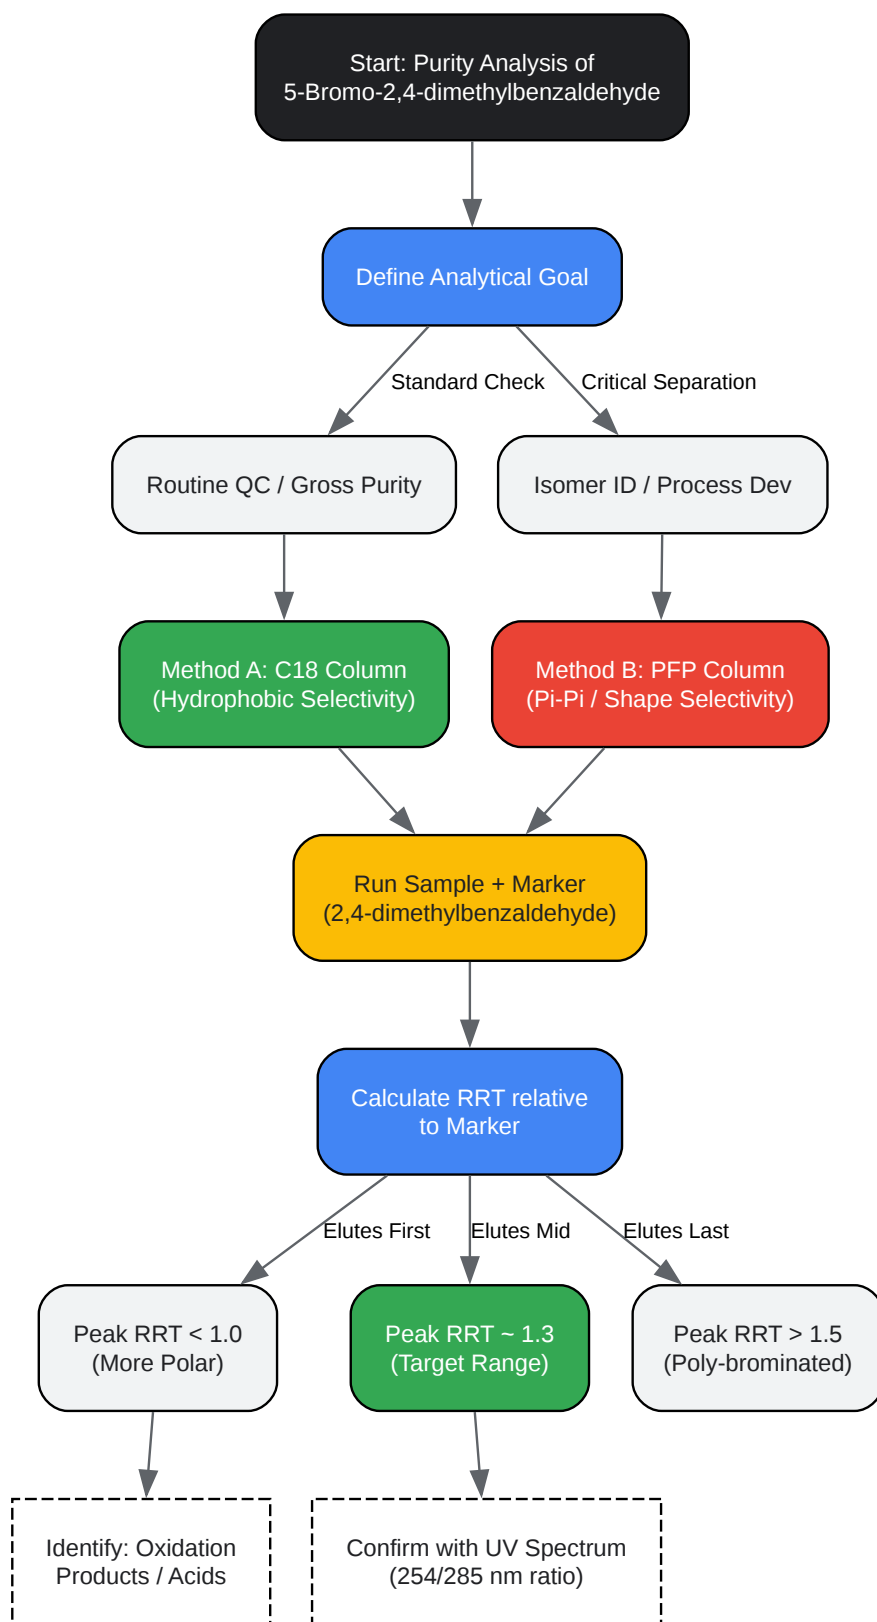 Start: Purity Analysis of
5-Bromo-2,4-dimethylbenzaldehyde
Define Analytical Goal
Standard Check
Critical Separation
Routine QC / Gross Purity
Isomer ID / Process Dev
Method A: C18 Column
(Hydrophobic Selectivity)
Method B: PFP Column
(Pi-Pi / Shape Selectivity)
Run Sample + Marker
(2,4-dimethylbenzaldehyde)
Calculate RRT relative
to Marker
Elutes First
Elutes Mid
Elutes Last
Peak RRT < 1.0
(More Polar)
Peak RRT ~ 1.3
(Target Range)
Peak RRT > 1.5
(Poly-brominated)
Identify: Oxidation
Products / Acids
Confirm with UV Spectrum
(254/285 nm ratio)